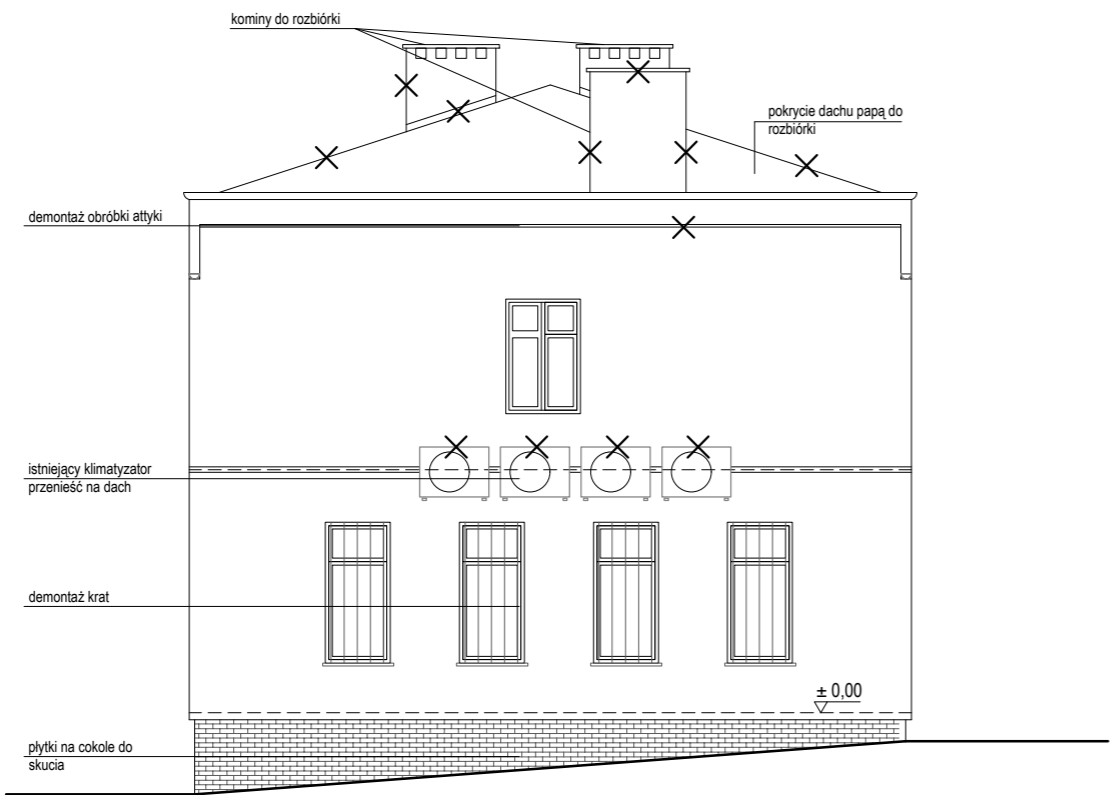 kominy do rozbiórki
pokrycie dachu papą do
rozbiórki
demontaż obróbki attyki
istniejący klimatyzator
przenieść na dach
demontaż krat
± 0,00
płytki na cokole do
skucia